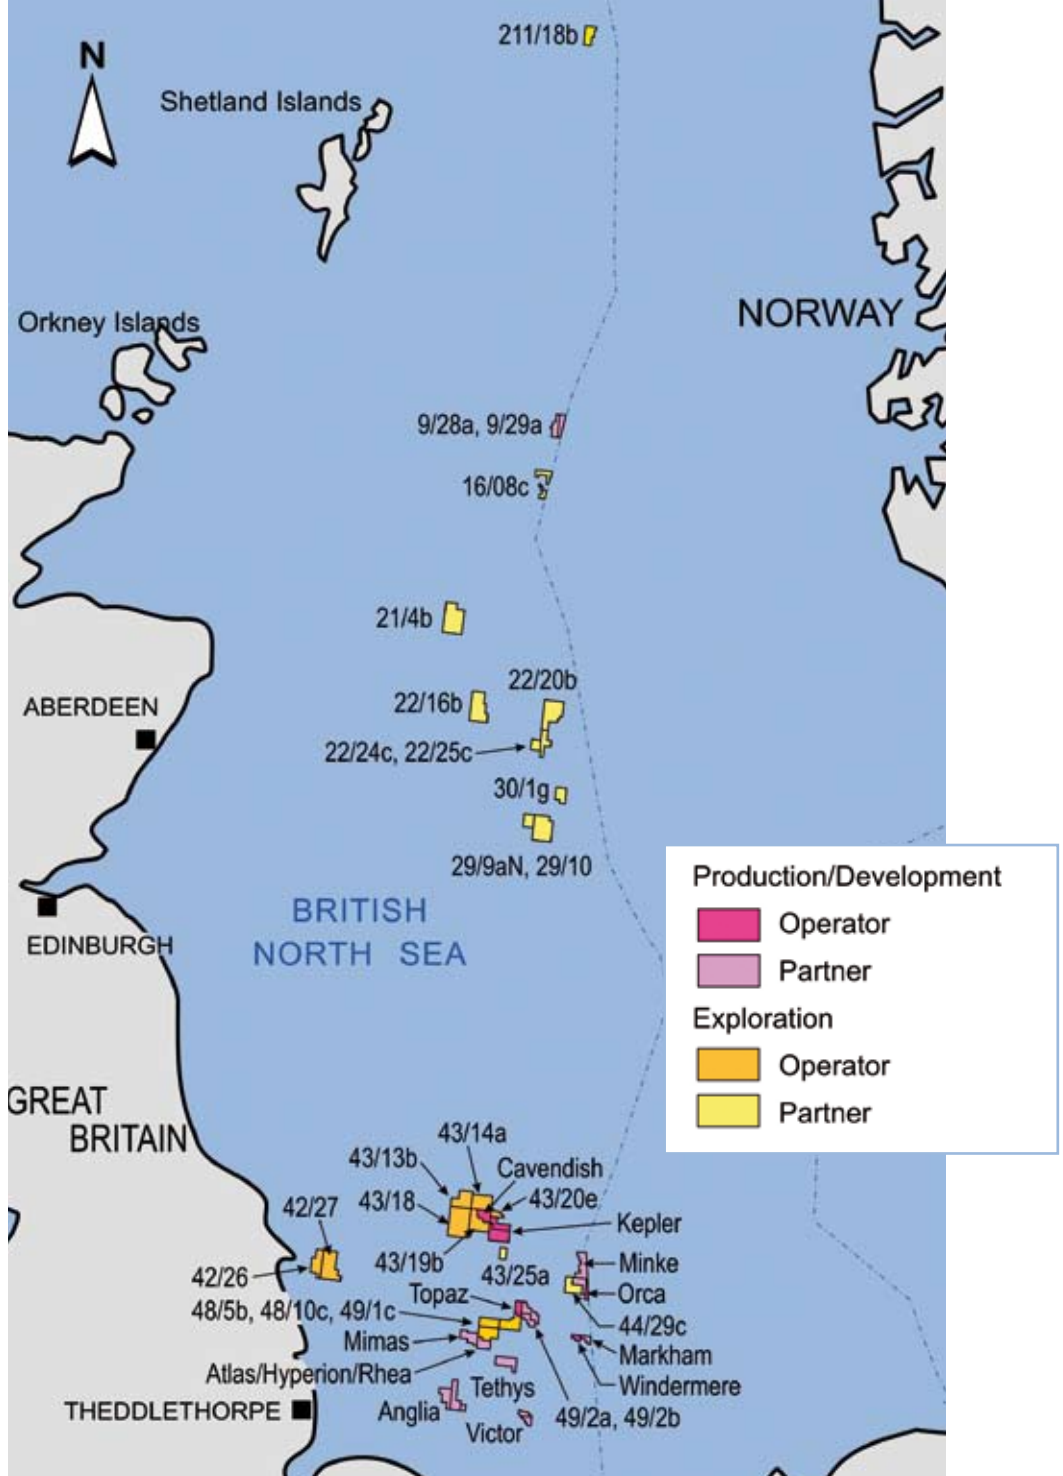 211/18b
N
Shetland Islands
NORWAY
Orkney Islands
9/28a, 9/29a
16/08c
21/4b
22/20b
22/16b
ABERDEEN
22/24c, 22/25c
30/1g
29/9aN, 29/10
Production/Development
Operator
Partner
Exploration
Operator
Partner
BRITISH
NORTH SEA
EDINBURGH
GREAT
BRITAIN
43/14a
43/13b
Cavendish
43/18
43/20e
42/27
Kepler
43/19b
Minke
42/26
43/25a
Topaz
Orca
48/5b, 48/10c, 49/1c
44/29c
Mimas
Markham
Atlas/Hyperion/Rhea
Tethys
Windermere
THEDDLETHORPE
Anglia
49/2a, 49/2b
Victor